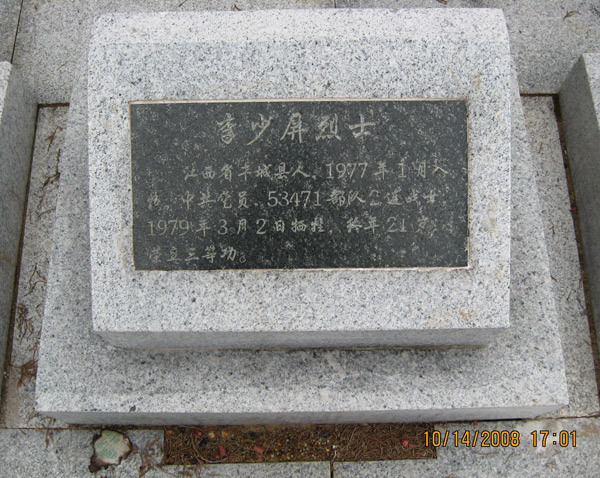 李少屏烈士
江西省丰城县人，1977年1月入
伍，中共党员，53471部队二连战士，
1979年3月2日牺牲，终年21岁，
荣立三等功。
10/14/2008 17:01